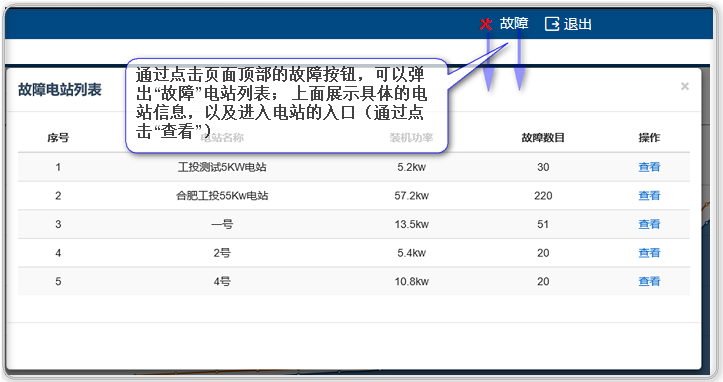 故障 退出
通过点击页面顶部的故障按钮，可以弹
出“故障”电站列表； 上面展示具体的电
站信息，以及进入电站的入口（通过点
击“查看”）
故障电站列表 ×
序号 电站名称 装机功率 故障数目 操作
1 工投测试5KW电站 5.2kw 30 查看
2 合肥工投55Kw电站 57.2kw 220 查看
3 一号 13.5kw 51 查看
4 2号 5.4kw 20 查看
5 4号 10.8kw 20 查看